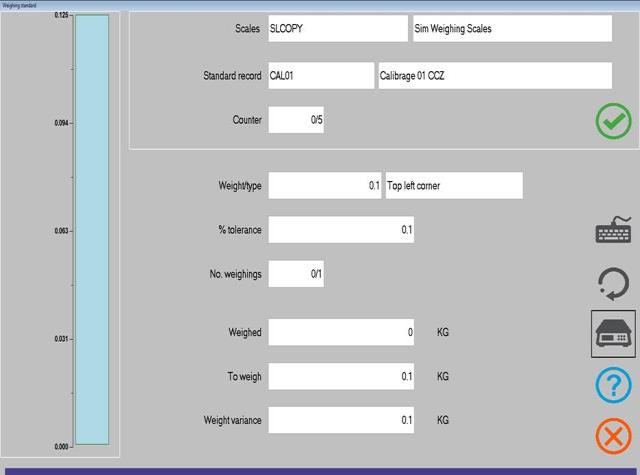 Weighing standard
0.125
0.094
0.063
0.031
0.000
Scales SLCOPY Sim Weighing Scales
Standard record CAL01 Calibrage 01 CCZ
Counter 0/5
Weight/type 0.1 Top left corner
% tolerance 0.1
No. weighings 0/1
Weighed 0 KG
To weigh 0.1 KG
Weight variance 0.1 KG
?